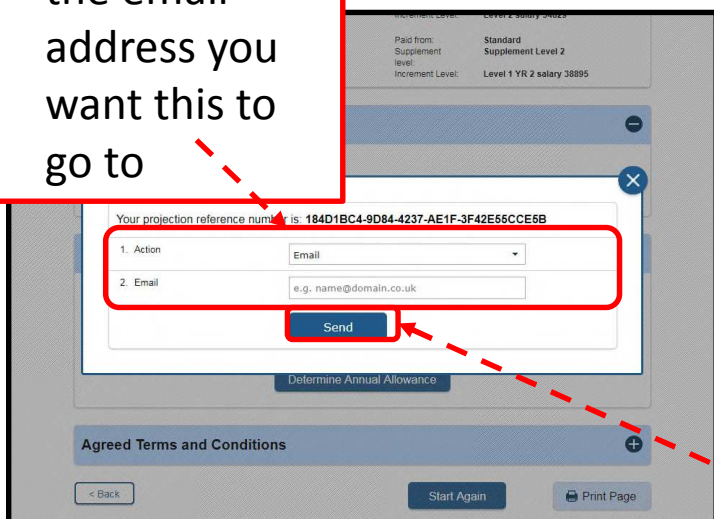 the email
address you
want this to
go to
Increment Level: Level 2 salary 34829
Paid from: Standard
Supplement Supplement Level 2
level:
Increment Level: Level 1 YR 2 salary 38895
Your projection reference number is: 184D1BC4-9D84-4237-AE1F-3F42E55CCE5B
1. Action Email
2. Email e.g. name@domain.co.uk
Send
Determine Annual Allowance
Agreed Terms and Conditions
< Back Start Again Print Page